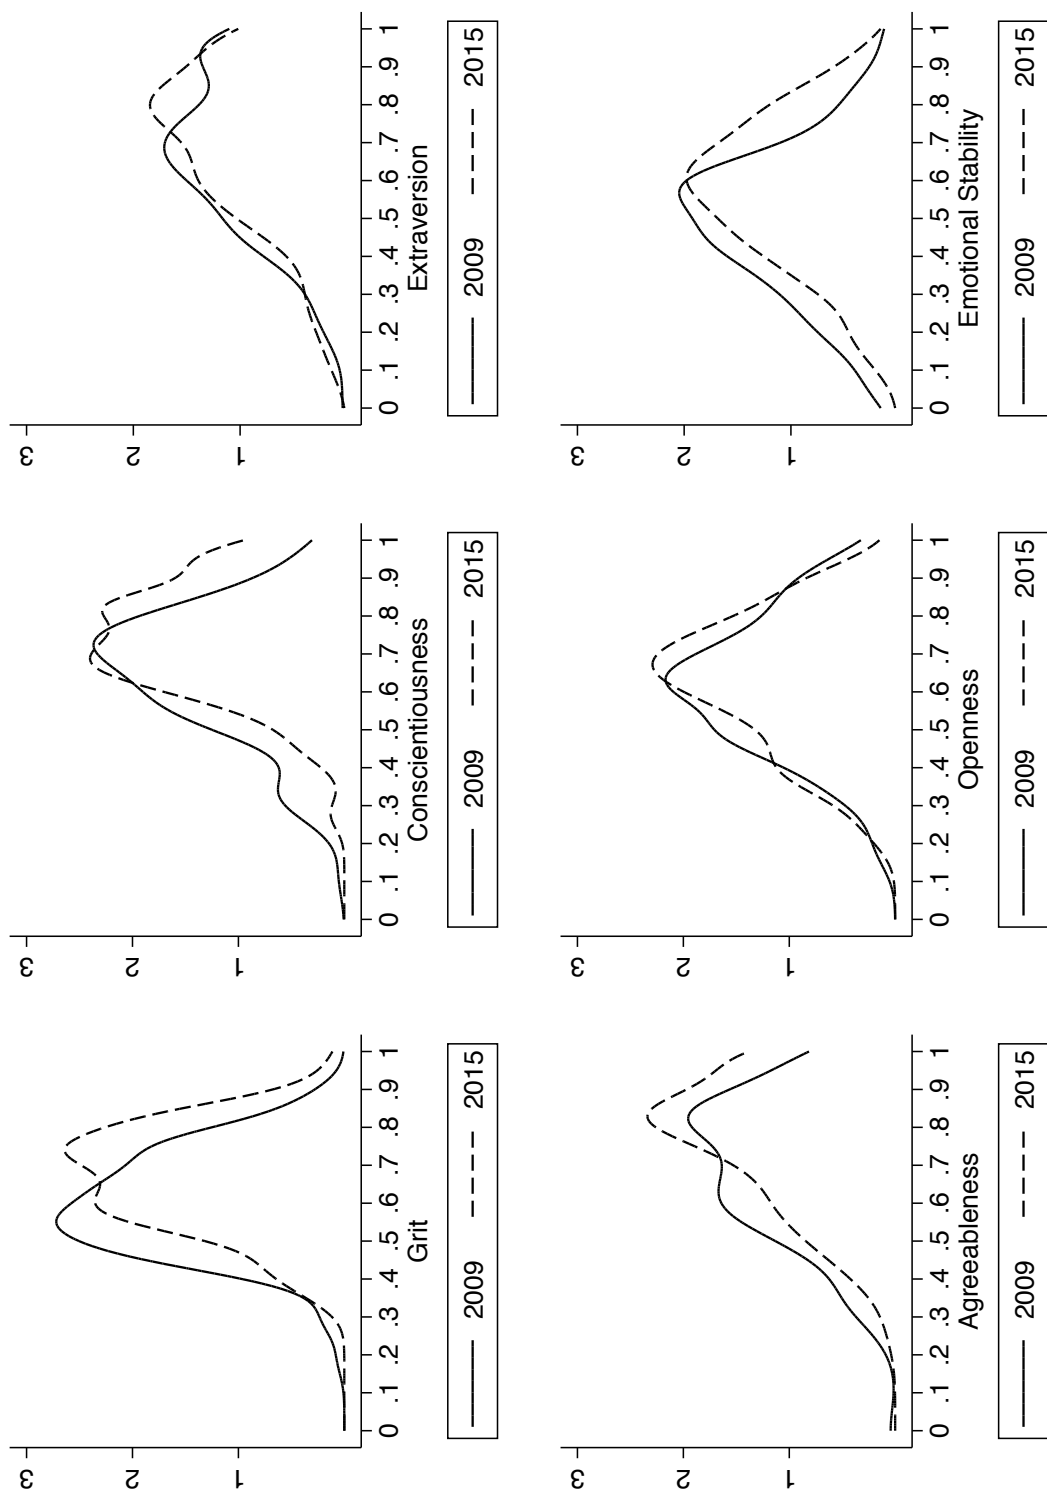 3 3 3
2 2 2
1 1 1
0 .1 .2 .3 .4 .5 .6 .7 .8 .9 1 0 .1 .2 .3 .4 .5 .6 .7 .8 .9 1 0 .1 .2 .3 .4 .5 .6 .7 .8 .9 1
Grit Conscientiousness Extraversion
2009 2015 2009 2015 2009 2015
3 3 3
2 2 2
1 1 1
0 .1 .2 .3 .4 .5 .6 .7 .8 .9 1 0 .1 .2 .3 .4 .5 .6 .7 .8 .9 1 0 .1 .2 .3 .4 .5 .6 .7 .8 .9 1
Agreeableness Openness Emotional Stability
2009 2015 2009 2015 2009 2015